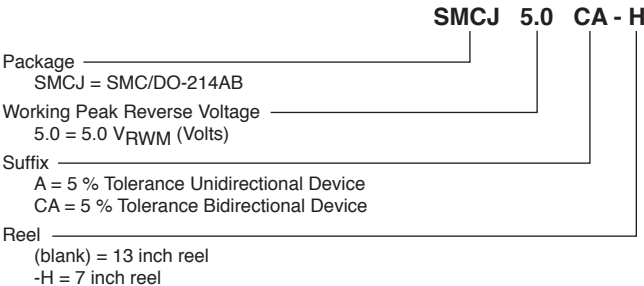 SMCJ 5.0 CA - H
Package
SMCJ = SMC/DO-214AB
Working Peak Reverse Voltage
5.0 = 5.0 VRWM (Volts)
Suffix
A = 5 % Tolerance Unidirectional Device
CA = 5 % Tolerance Bidirectional Device
Reel
(blank) = 13 inch reel
-H = 7 inch reel